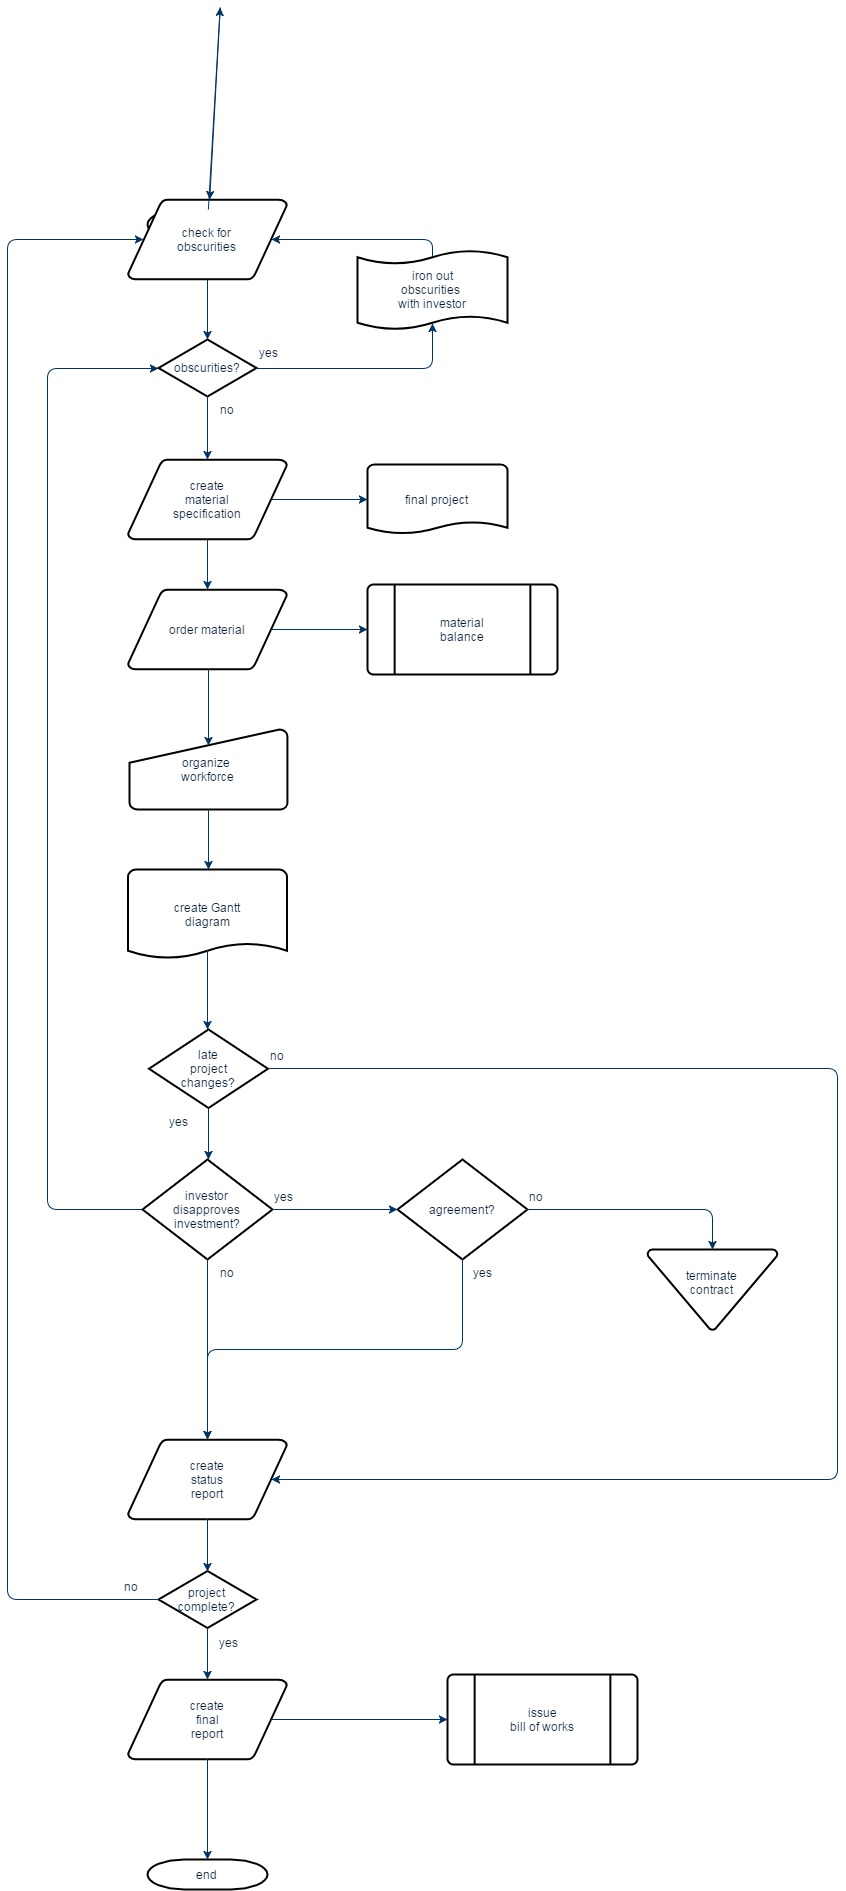 check for
obscurities
iron out
obscurities
with investor
yes
obscurities?
no
create
material
specification
final project
order material
material
balance
organize
workforce
create Gantt
diagram
late
project
changes?
no
yes
investor
disapproves
investment?
yes
agreement?
no
no
yes
terminate
contract
create
status
report
no
project
complete?
yes
create
final
report
issue
bill of works
end